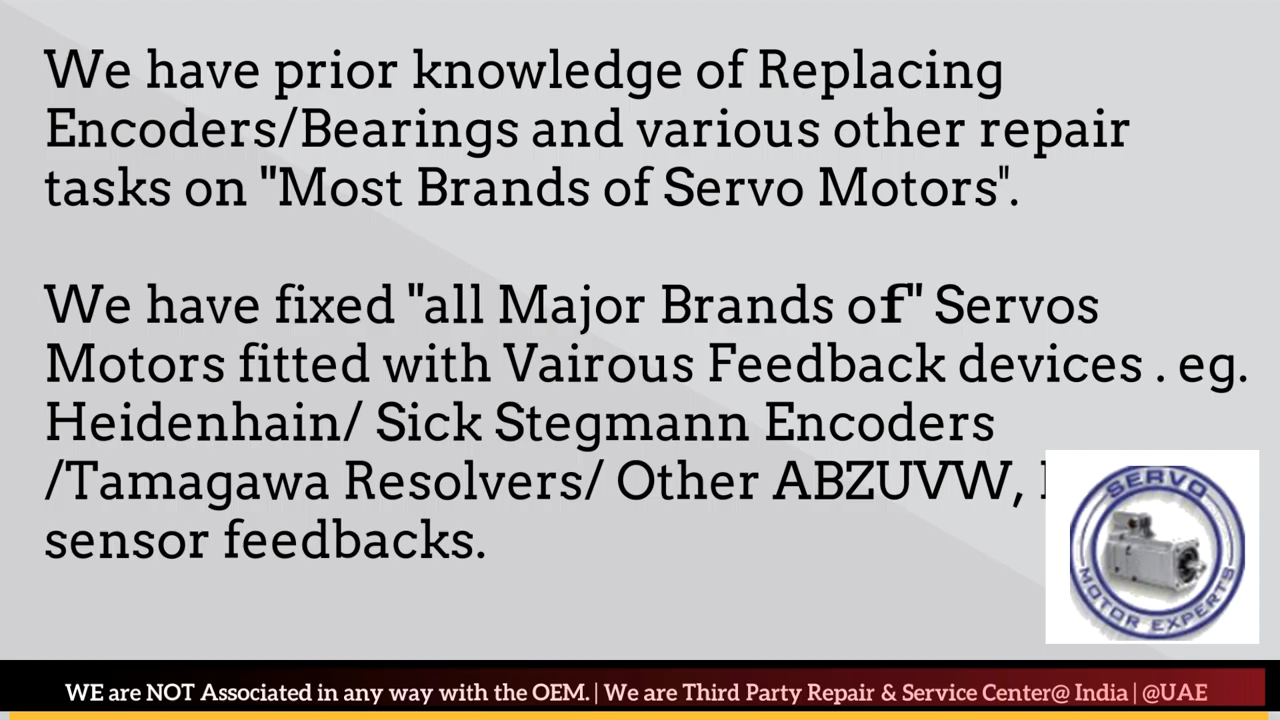 We have prior knowledge of Replacing
Encoders/Bearings and various other repair
tasks on "Most Brands of Servo Motors".
We have fixed "all Major Brands of" Servos
Motors fitted with Vairous Feedback devices . eg.
Heidenhain/ Sick Stegmann Encoders
/Tamagawa Resolvers/ Other ABZUVW,
sensor feedbacks.
SERVO
MOTOR EXPERTS
WE are NOT Associated in any way with the OEM. | We are Third Party Repair & Service Center@ India | @UAE